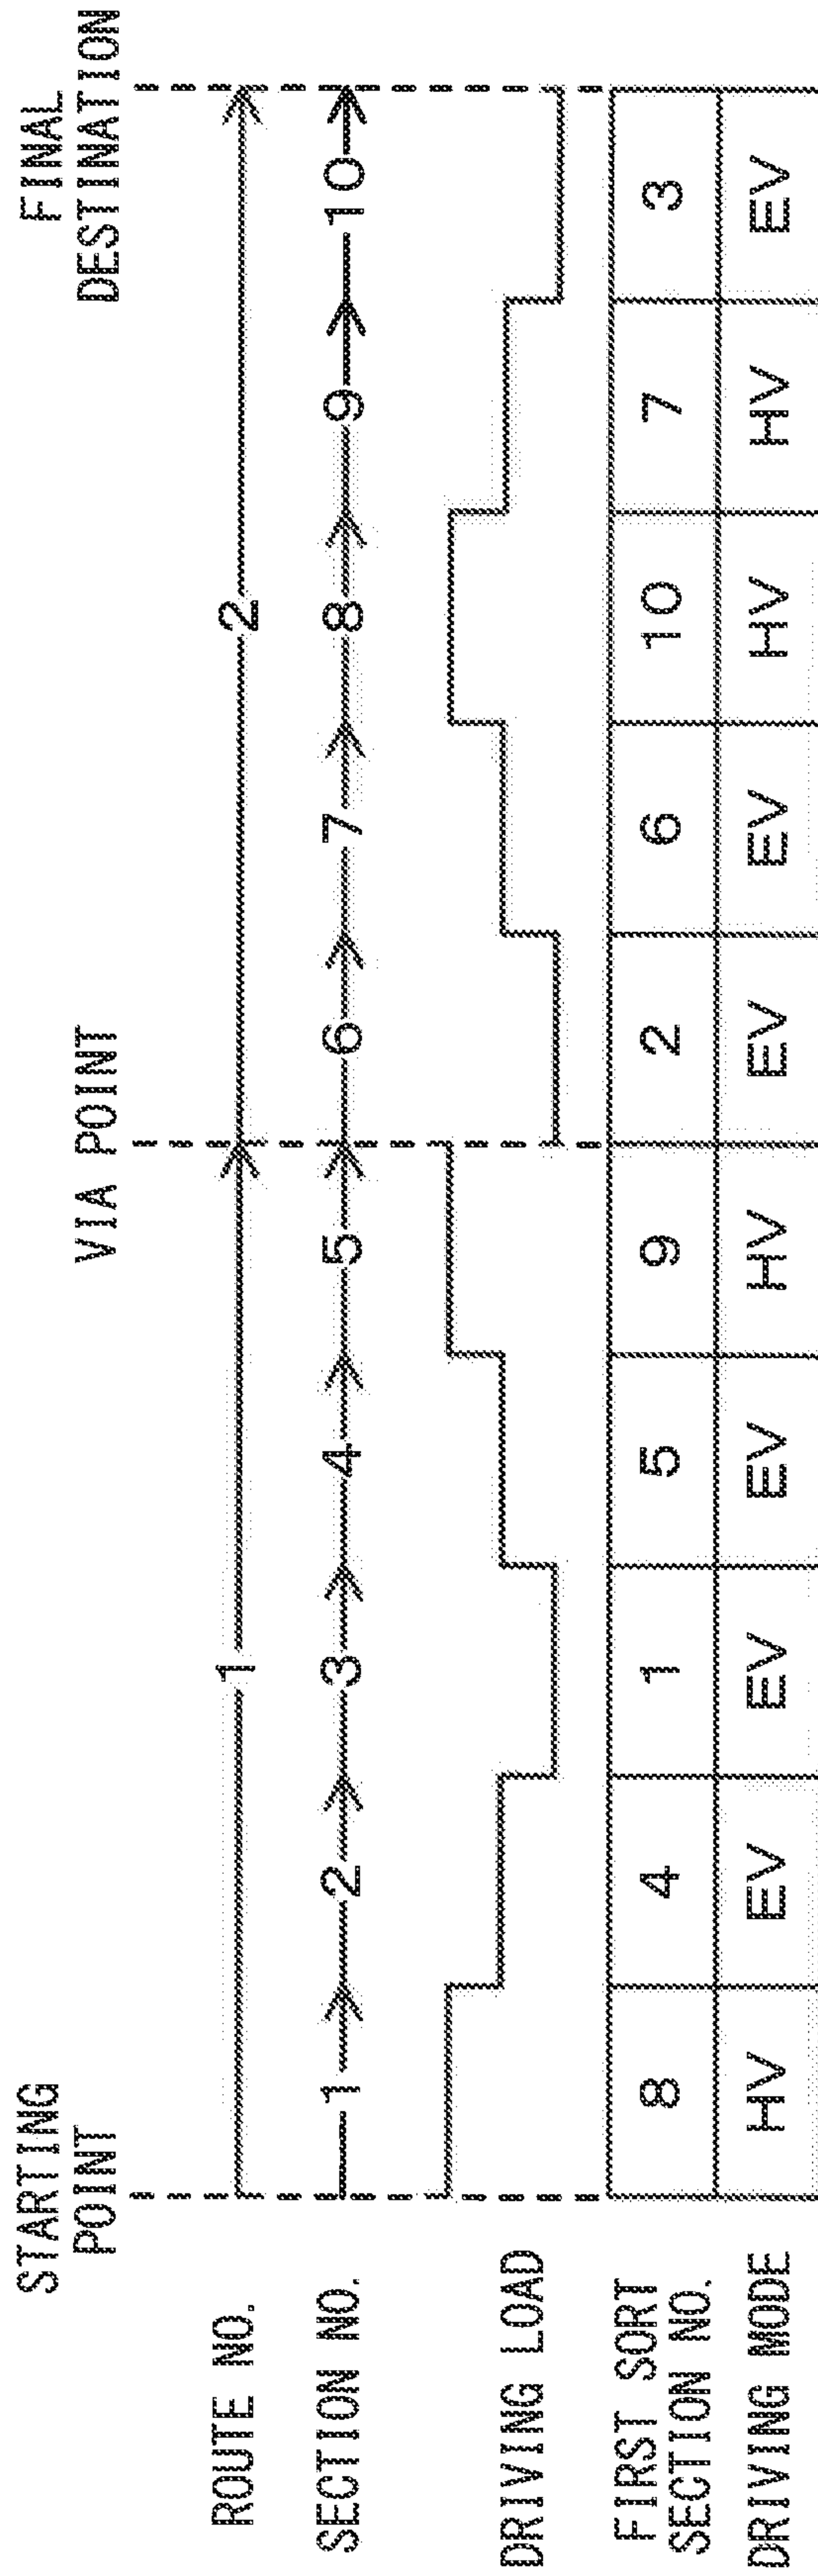 STARTING
POINT
VIA POINT
FINAL
DESTINATION
ROUTE NO. 1 2
SECTION NO. 1 2 3 4 5 6 7 8 9 10
DRIVING LOAD
FIRST SORT
SECTION NO. 8 4 1 5 9 2 6 10 7 3
DRIVING MODE HV EV EV EV HV EV EV HV HV EV